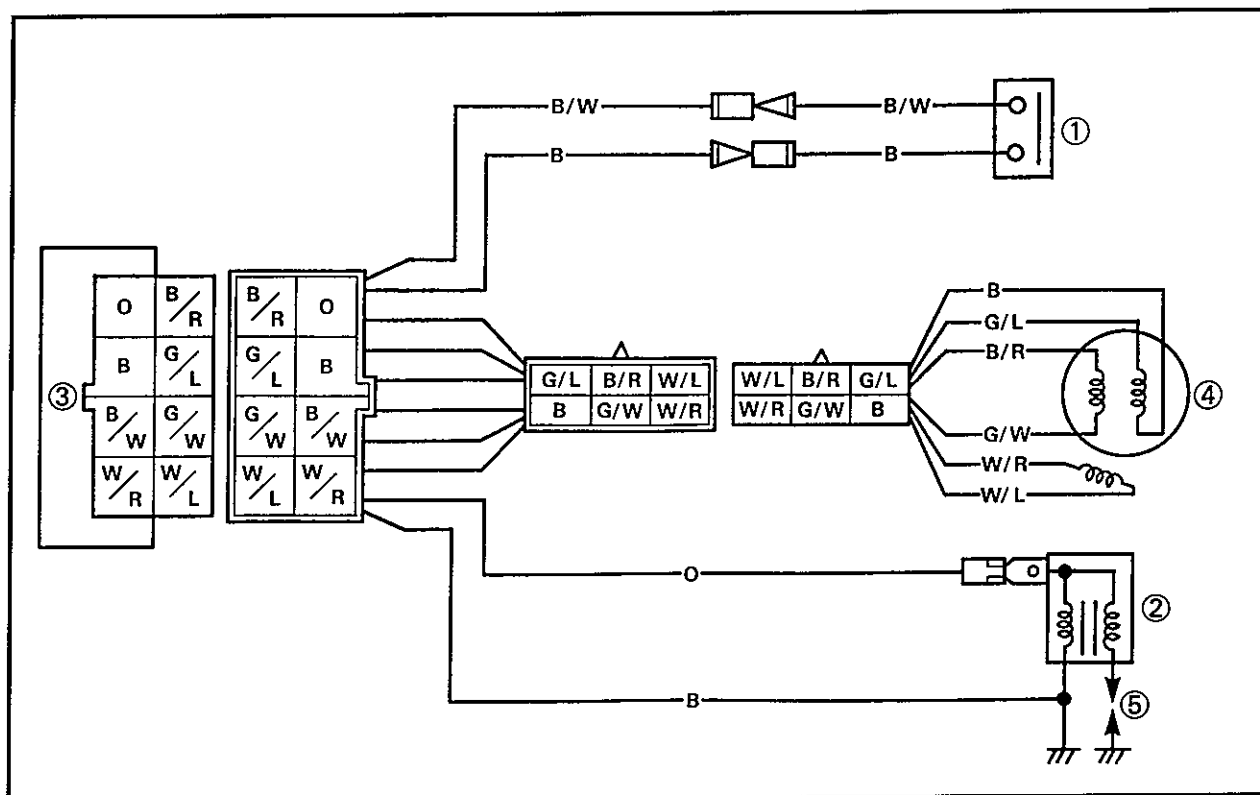 B/W B/W
①
B B
O B/R B/R O
B G/L G/L B
③
B/W G/W G/W B/W
W/R W/L W/L W/R
G/L B/R W/L
B G/W W/R
W/L B/R G/L
W/R G/W B
B
G/L
B/R
④
G/W
W/R
W/L
O
②
B
⑤